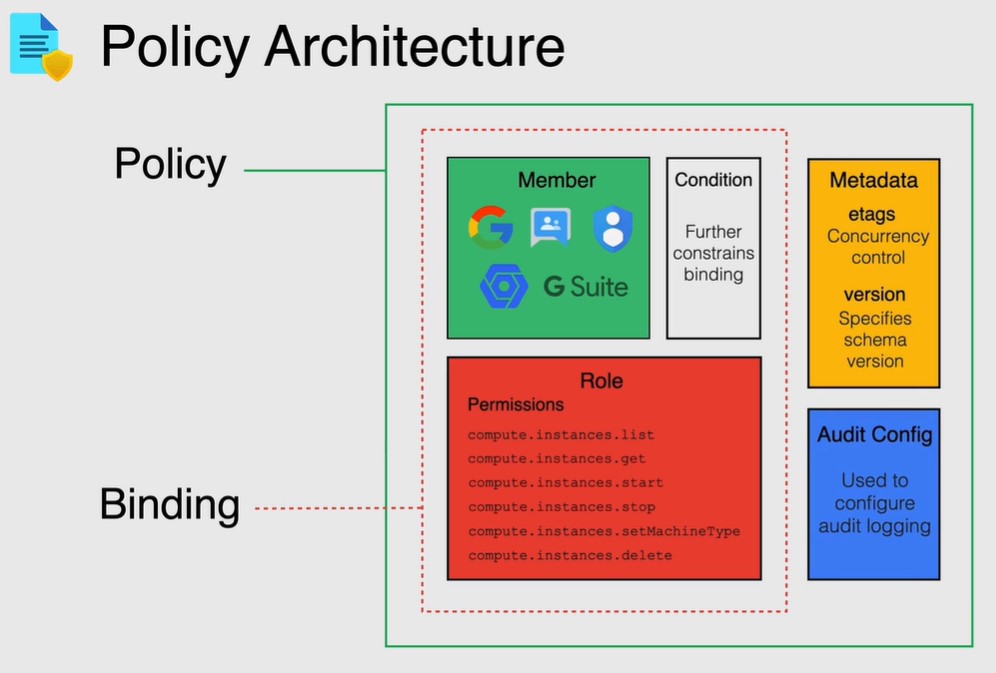 Policy Architecture
Policy
Member
G Suite
Condition
Further
constrains
binding
Metadata
etags
Concurrency
control
version
Specifies
schema
version
Binding
Role
Permissions
compute.instances.list
compute.instances.get
compute.instances.start
compute.instances.stop
compute.instances.setMachineType
compute.instances.delete
Audit Config
Used to
configure
audit logging